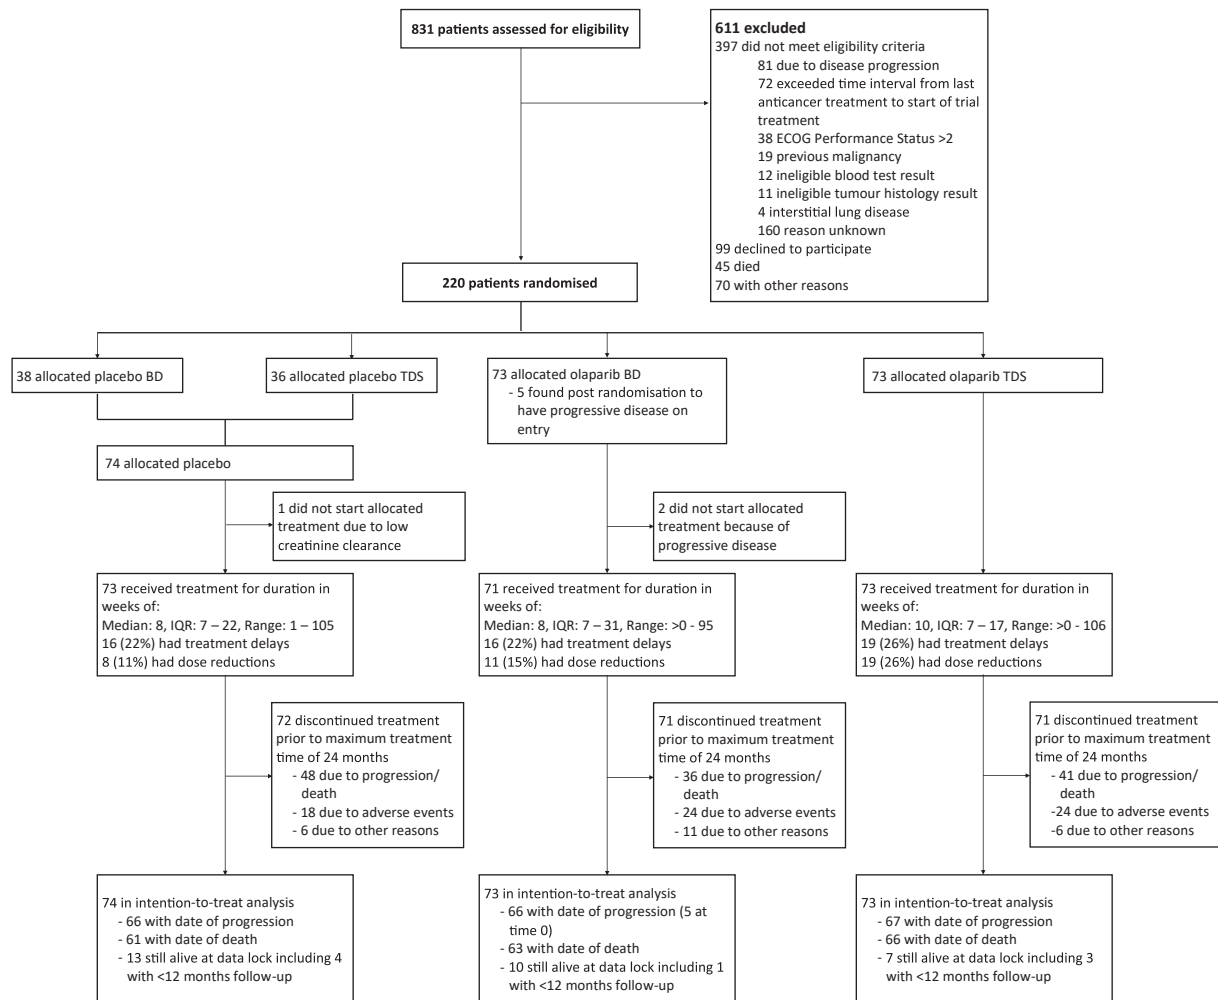 831 patients assessed for eligibility
611 excluded
397 did not meet eligibility criteria
81 due to disease progression
72 exceeded time interval from last
anticancer treatment to start of trial
treatment
38 ECOG Performance Status >2
19 previous malignancy
12 ineligible blood test result
11 ineligible tumour histology result
4 interstitial lung disease
160 reason unknown
99 declined to participate
45 died
70 with other reasons
220 patients randomised
38 allocated placebo BD
36 allocated placebo TDS
73 allocated olaparib BD
- 5 found post randomisation to
have progressive disease on
entry
73 allocated olaparib TDS
74 allocated placebo
1 did not start allocated
treatment due to low
creatinine clearance
2 did not start allocated
treatment because of
progressive disease
73 received treatment for duration in
weeks of:
Median: 8, IQR: 7 – 22, Range: 1 – 105
16 (22%) had treatment delays
8 (11%) had dose reductions
71 received treatment for duration in
weeks of:
Median: 8, IQR: 7 – 31, Range: >0 - 95
16 (22%) had treatment delays
11 (15%) had dose reductions
73 received treatment for duration in
weeks of:
Median: 10, IQR: 7 – 17, Range: >0 - 106
19 (26%) had treatment delays
19 (26%) had dose reductions
72 discontinued treatment
prior to maximum treatment
time of 24 months
- 48 due to progression/
death
- 18 due to adverse events
- 6 due to other reasons
71 discontinued treatment
prior to maximum treatment
time of 24 months
- 36 due to progression/
death
- 24 due to adverse events
- 11 due to other reasons
71 discontinued treatment
prior to maximum treatment
time of 24 months
- 41 due to progression/
death
-24 due to adverse events
-6 due to other reasons
74 in intention-to-treat analysis
- 66 with date of progression
- 61 with date of death
- 13 still alive at data lock including 4
with <12 months follow-up
73 in intention-to-treat analysis
- 66 with date of progression (5 at
time 0)
- 63 with date of death
- 10 still alive at data lock including 1
with <12 months follow-up
73 in intention-to-treat analysis
- 67 with date of progression
- 66 with date of death
- 7 still alive at data lock including 3
with <12 months follow-up